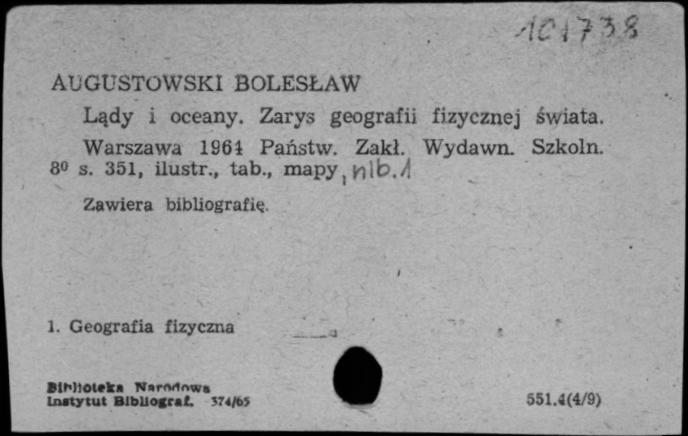 101738
AUGUSTOWSKI BOLESŁAW
Lądy i oceany. Zarys geografii fizycznej świata.
Warszawa 1964 Państw. Zakł. Wydawn. Szkoln.
8⁰ s. 351, ilustr., tab., mapy, nlb. 1
Zawiera bibliografię.
1. Geografia fizyczna
Biblioteka Narodowa
Instytut Bibliograf. 374/65
551.4(4/9)